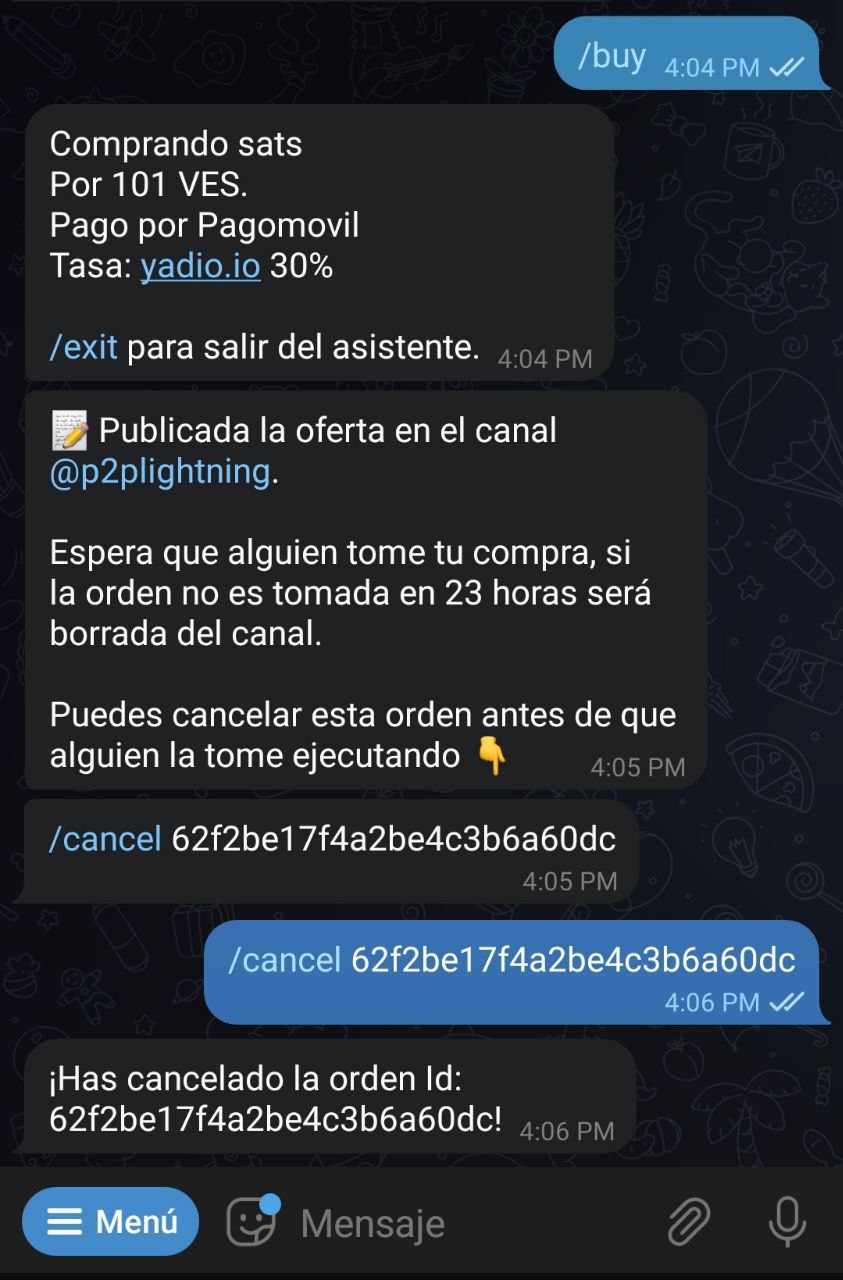 /buy 4:04 PM
Comprando sats
Por 101 VES.
Pago por Pagomovil
Tasa: yadio.io 30%
/exit para salir del asistente. 4:04 PM
📝 Publicada la oferta en el canal
@p2plightning.
Espera que alguien tome tu compra, si
la orden no es tomada en 23 horas será
borrada del canal.
Puedes cancelar esta orden antes de que
alguien la tome ejecutando 👇 4:05 PM
/cancel 62f2be17f4a2be4c3b6a60dc
4:05 PM
/cancel 62f2be17f4a2be4c3b6a60dc
4:06 PM
¡Has cancelado la orden Id:
62f2be17f4a2be4c3b6a60dc! 4:06 PM
Menú Mensaje